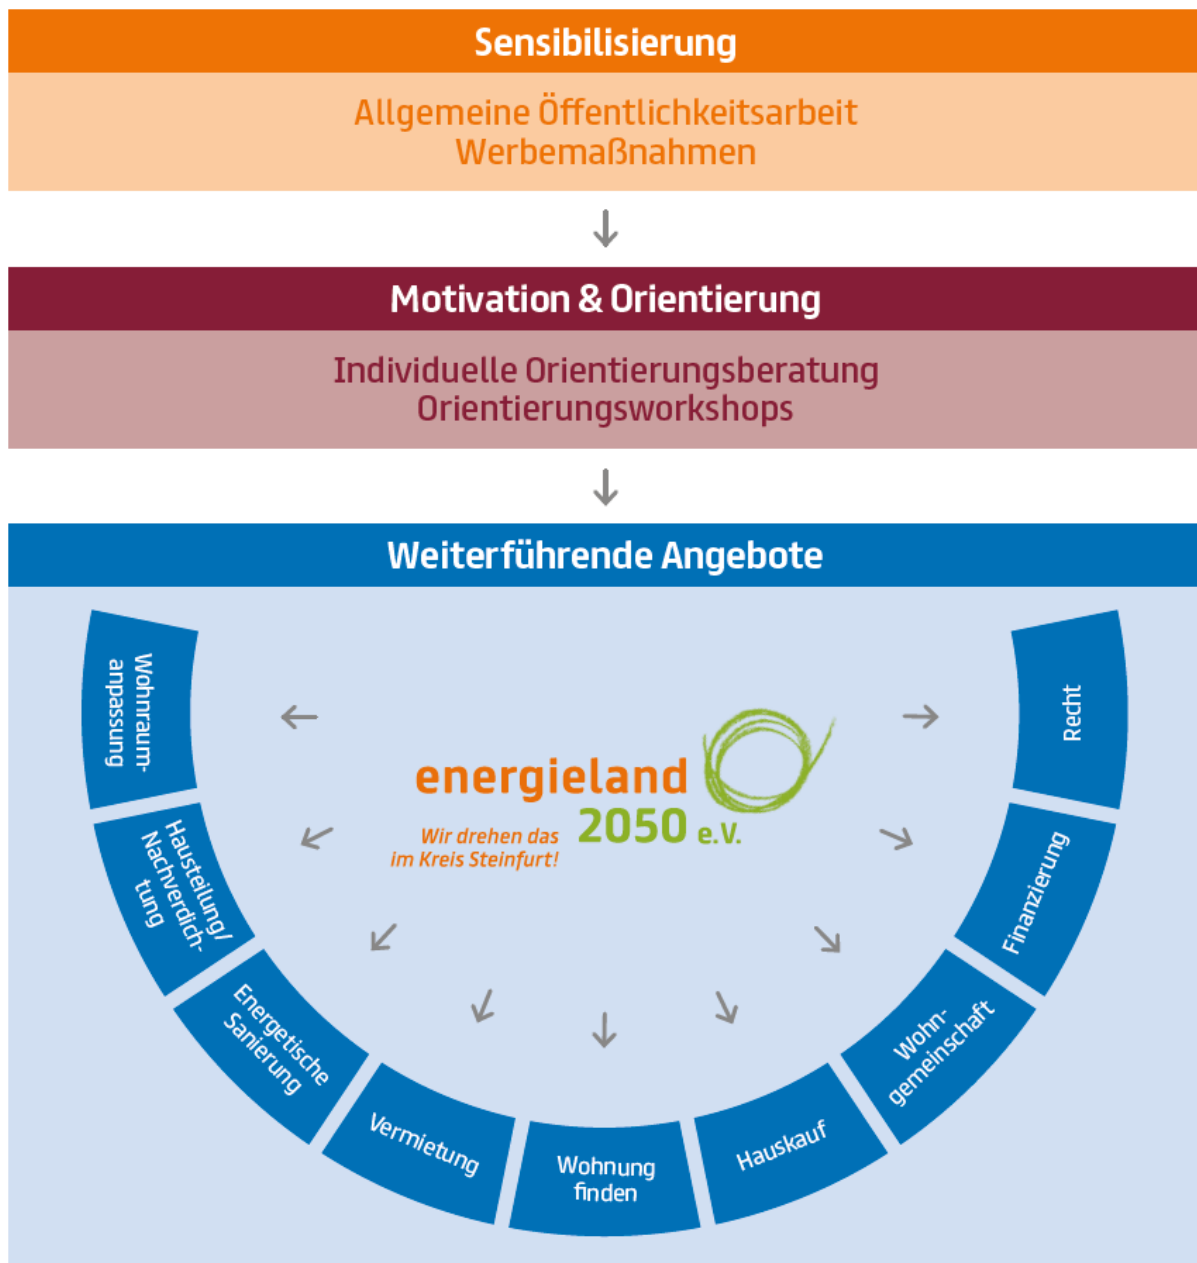 Sensibilisierung
Allgemeine Öffentlichkeitsarbeit
Werbemaßnahmen
Motivation & Orientierung
Individuelle Orientierungsberatung
Orientierungsworkshops
Weiterführende Angebote
Wohnraum-
anpassung
Hausteilung/
Nachverdich-
tung
Energetische
Sanierung
Vermietung
Wohnung
finden
Hauskauf
Wohn-
gemeinschaft
Finanzierung
Recht
energieland
2050 e.V.
Wir drehen das
im Kreis Steinfurt!